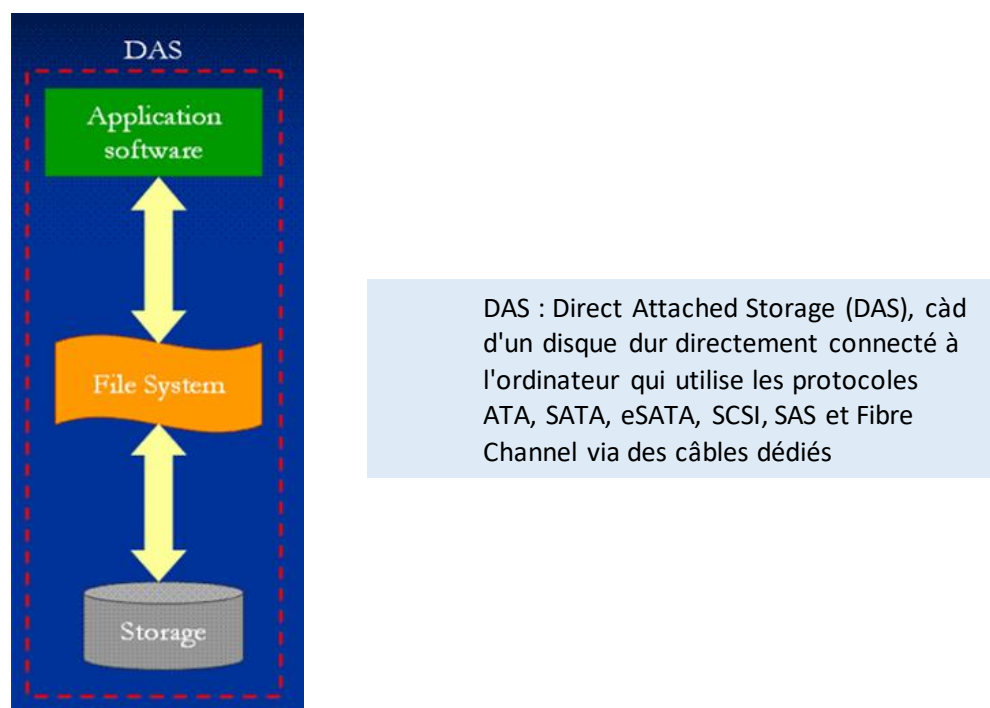 DAS
Application
software
File System
Storage
DAS : Direct Attached Storage (DAS), càd
d'un disque dur directement connecté à
l'ordinateur qui utilise les protocoles
ATA, SATA, eSATA, SCSI, SAS et Fibre
Channel via des câbles dédiés